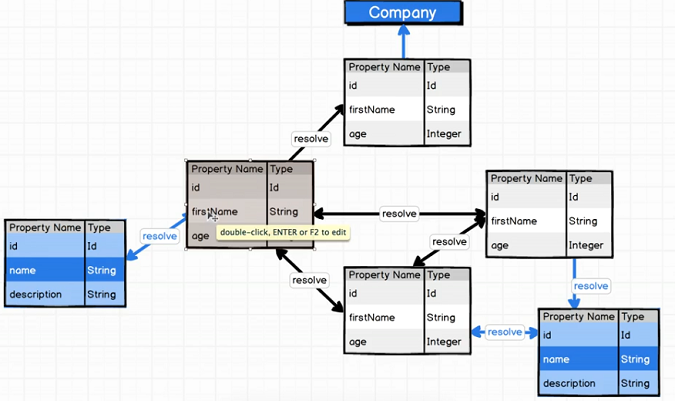 Company
Property Name Type
id Id
firstName String
age Integer
resolve
Property Name Type
id Id
firstName String
age
double-click, ENTER or F2 to edit
resolve
Property Name Type
id Id
firstName String
age Integer
resolve
Property Name Type
id Id
name String
description String
resolve
resolve
Property Name Type
id Id
firstName String
age Integer
resolve
resolve
resolve
Property Name Type
id Id
name String
description String